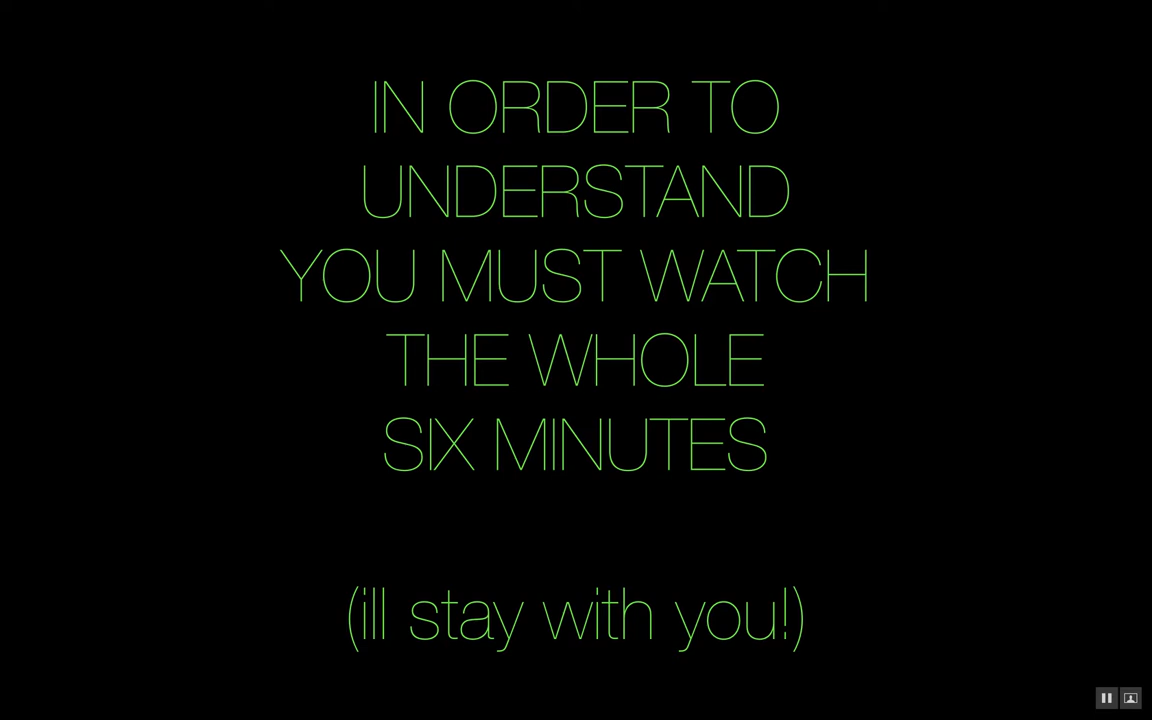 IN ORDER TO
UNDERSTAND
YOU MUST WATCH
THE WHOLE
SIX MINUTES
(ill stay with you!)